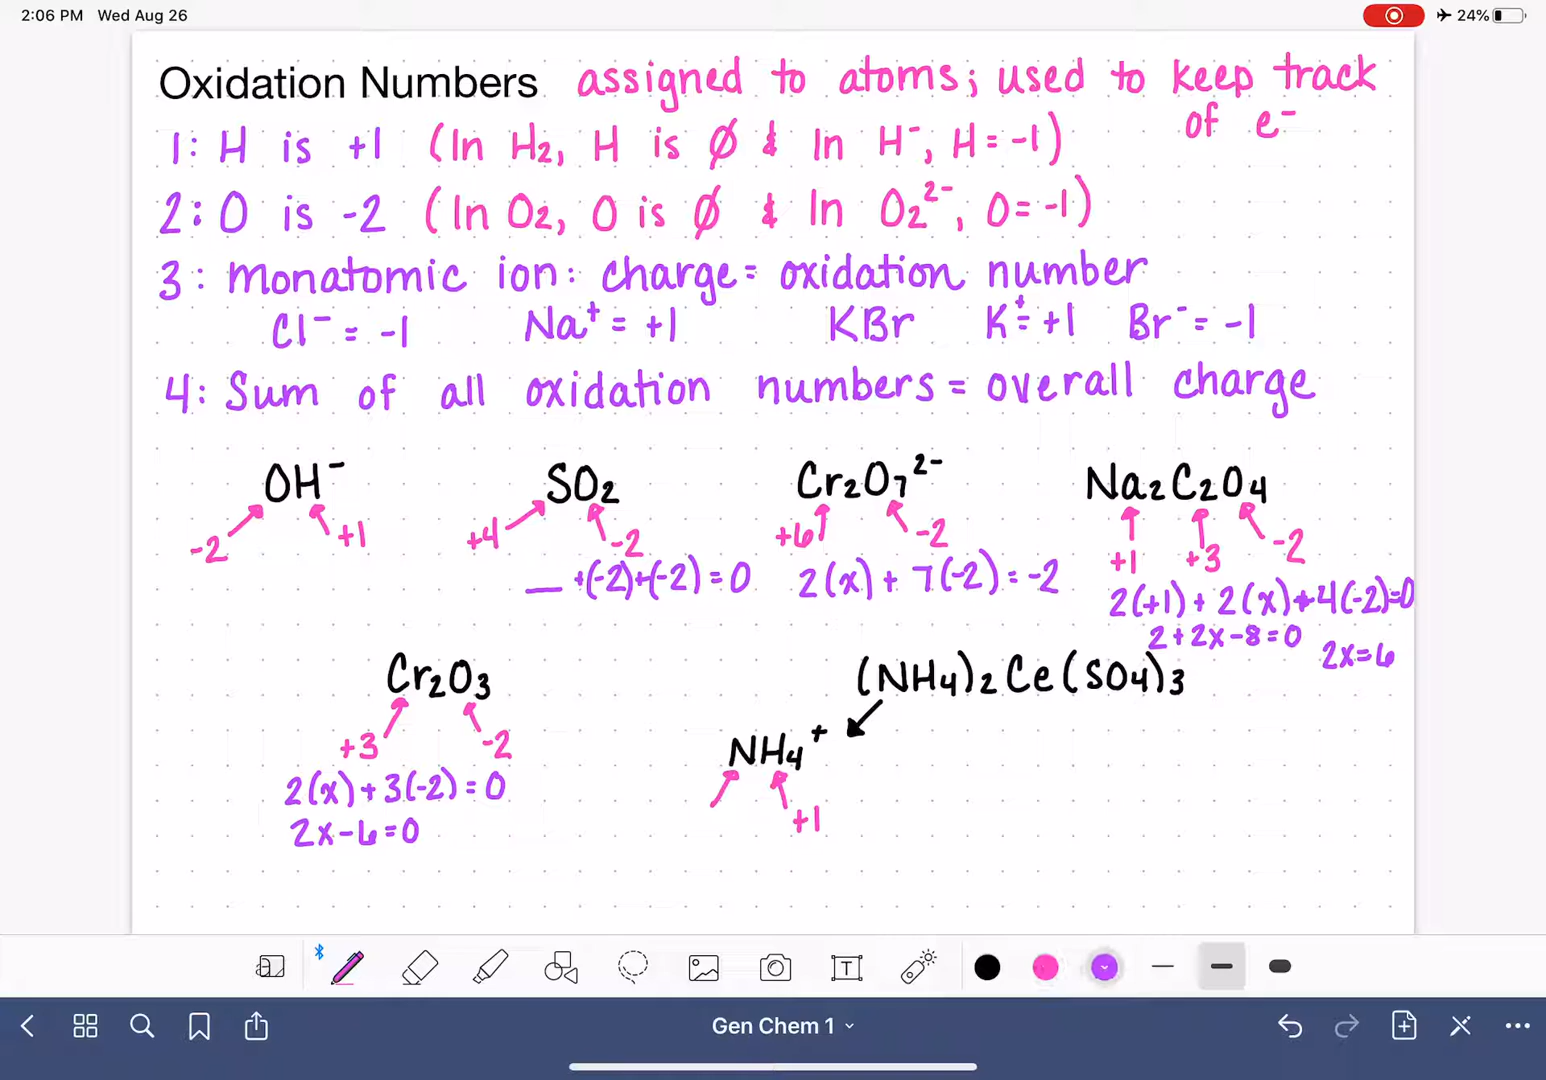 2:06 PM Wed Aug 26
24%
Oxidation Numbers assigned to atoms; used to keep track
of e⁻
1: H is +1 (In H₂, H is Ø & In H⁻, H = -1)
2: O is -2 (In O₂, O is Ø & In O₂²⁻, O = -1)
3: monatomic ion: charge = oxidation number
Cl⁻ = -1 Na⁺ = +1 KBr K⁺ = +1 Br⁻ = -1
4: Sum of all oxidation numbers = overall charge
OH⁻ SO₂ Cr₂O₇²⁻ Na₂C₂O₄
-2 +1 +4 -2 +6 -2 +1 +3 -2
__ +(-2)+(-2) = 0 2(x) + 7(-2) = -2 2(+1) + 2(x) + 4(-2)=0
2+2x-8=0 2x=6
Cr₂O₃ (NH₄)₂Ce(SO₄)₃
+3 -2 NH₄⁺
2(x)+3(-2)=0 +1
2x-6=0
T
Gen Chem 1